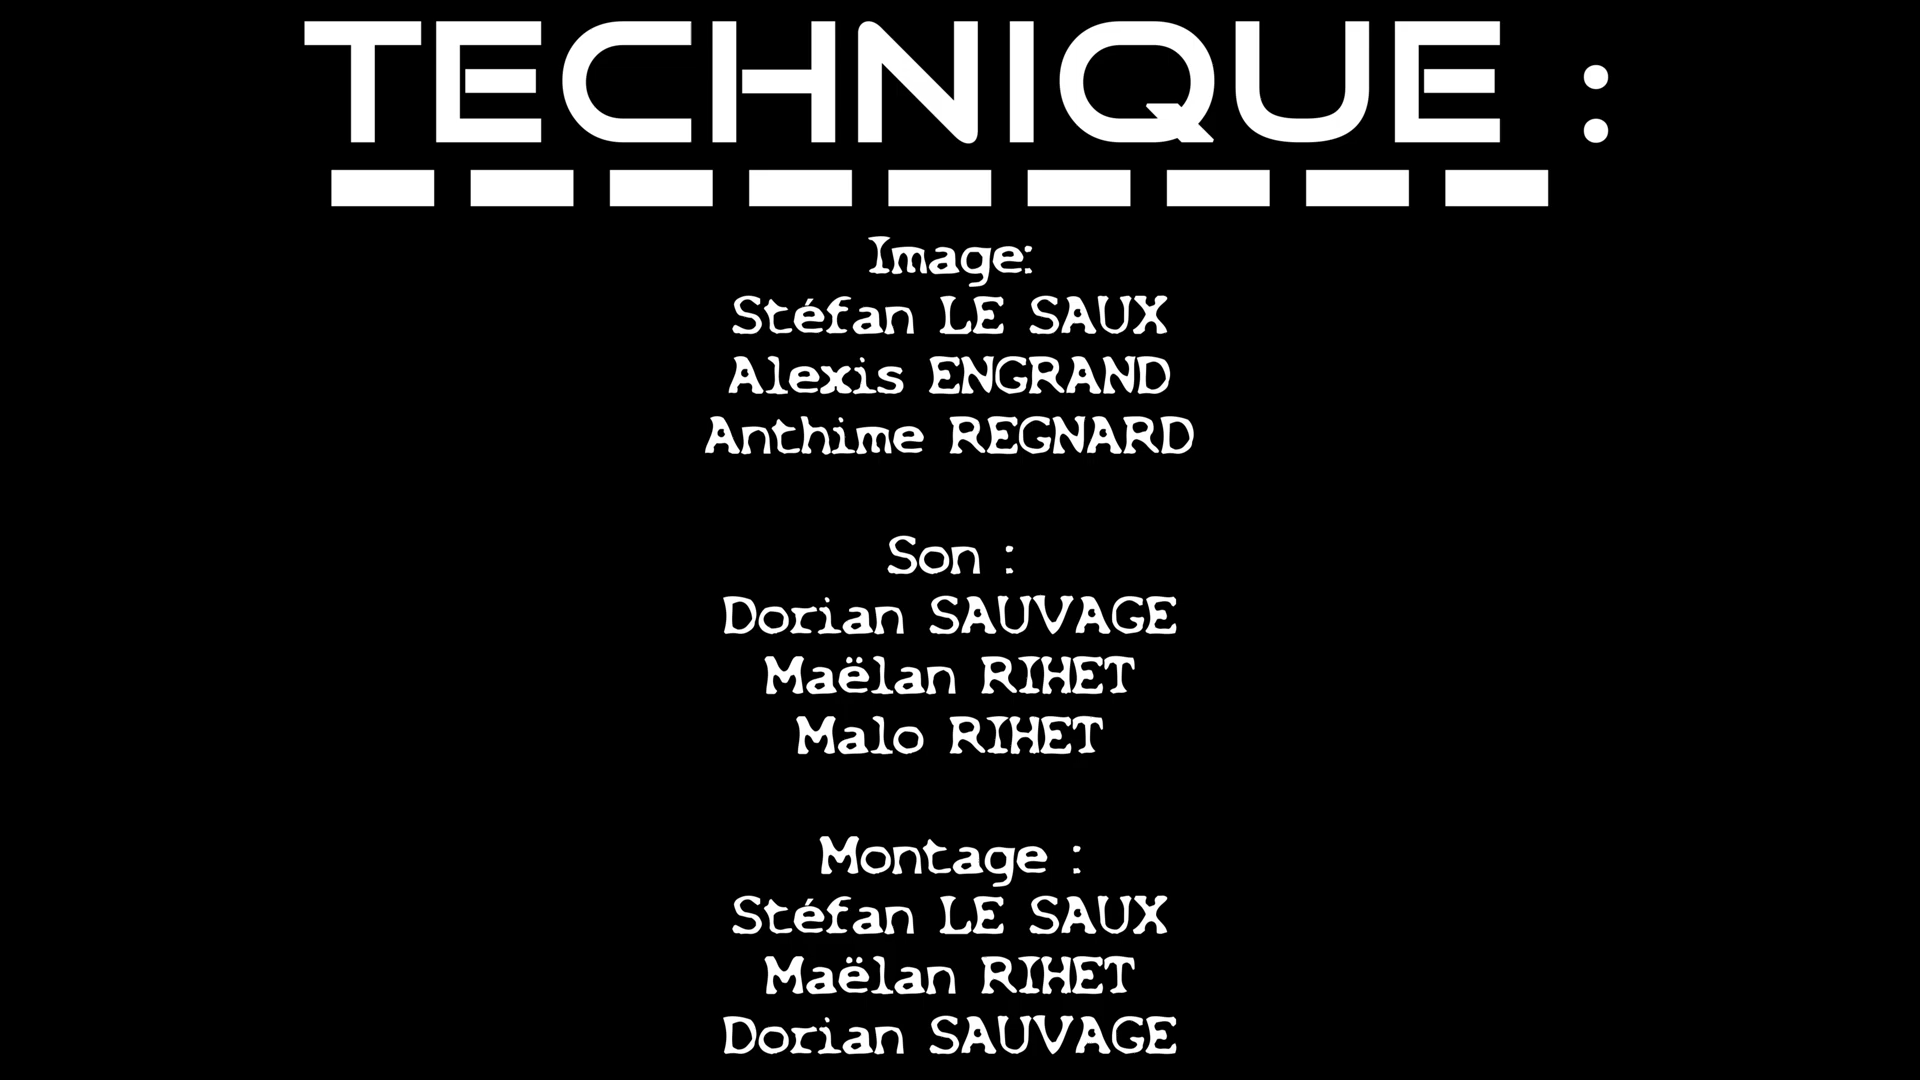 TECHNIQUE :
Image:
Stéfan LE SAUX
Alexis ENGRAND
Anthime REGNARD
Son :
Dorian SAUVAGE
Maëlan RIHET
Malo RIHET
Montage :
Stéfan LE SAUX
Maëlan RIHET
Dorian SAUVAGE